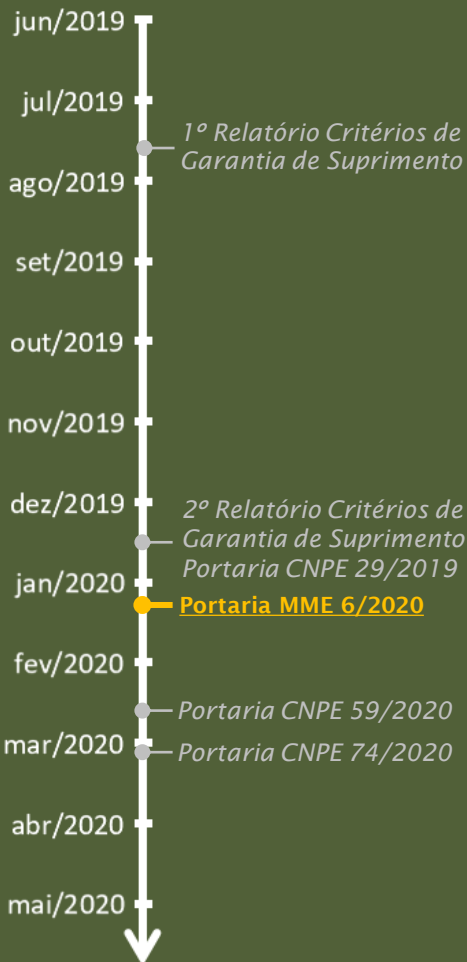 jun/2019
jul/2019
1º Relatório Critérios de
Garantia de Suprimento
ago/2019
set/2019
out/2019
nov/2019
dez/2019
2º Relatório Critérios de
Garantia de Suprimento
Portaria CNPE 29/2019
jan/2020
Portaria MME 6/2020
fev/2020
Portaria CNPE 59/2020
mar/2020
Portaria CNPE 74/2020
abr/2020
mai/2020